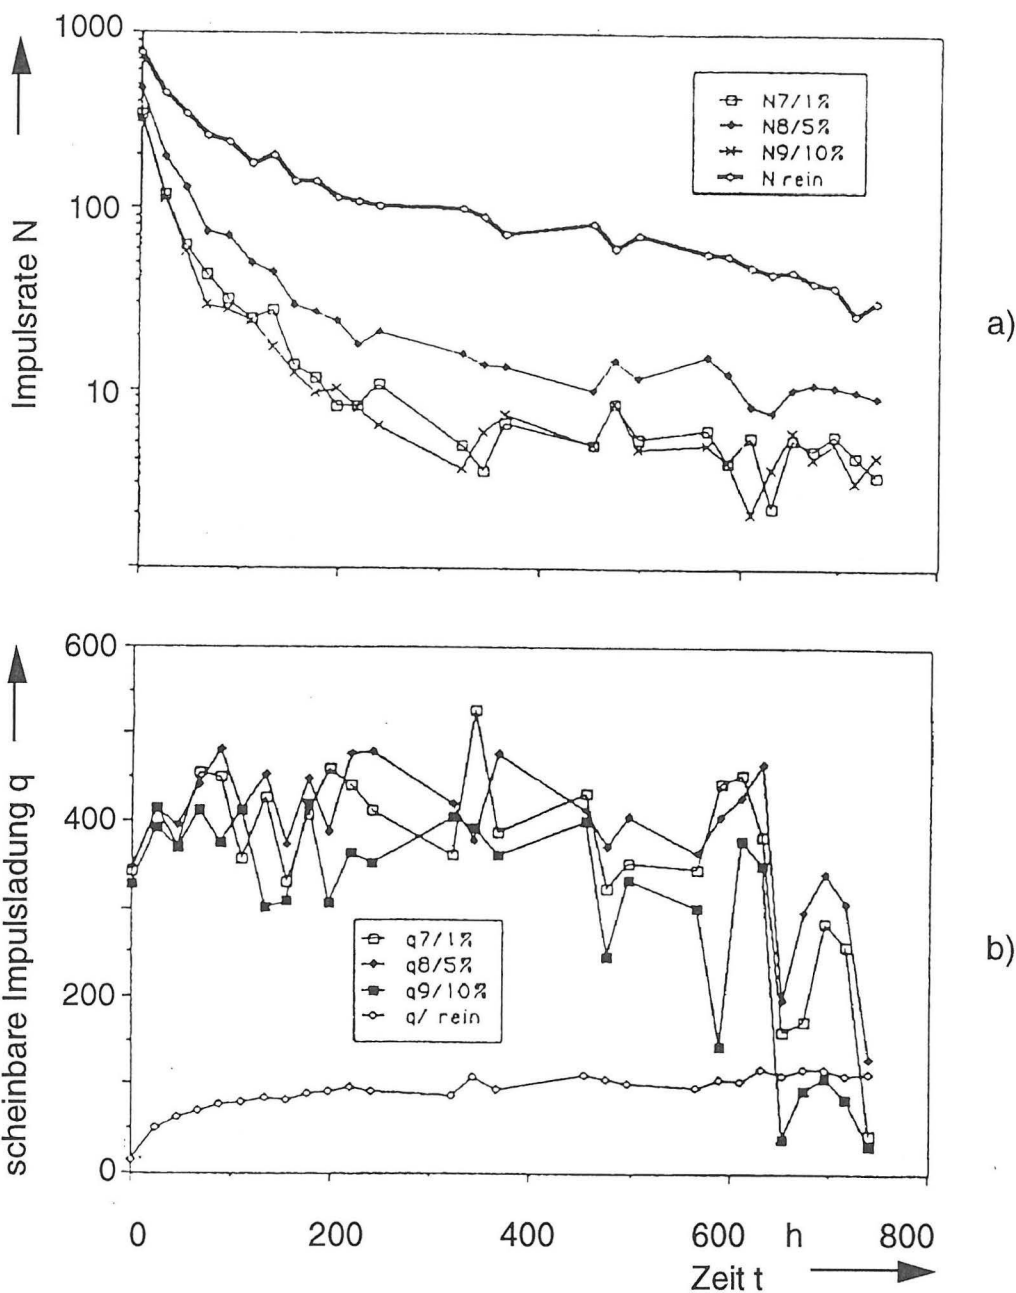 1000
100
10
Impulsrate N
N7/1%
N8/5%
N9/10%
N rein
a)
600
400
200
0
scheinbare Impulsladung q
q7/1%
q8/5%
q9/10%
q/ rein
b)
0 200 400 600 h 800
Zeit t